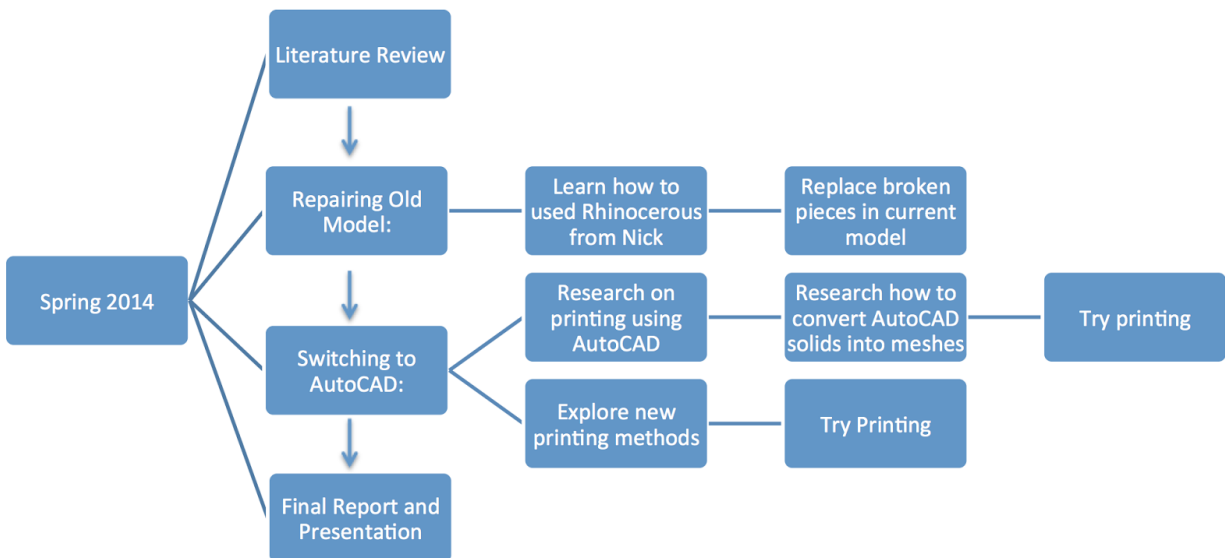 Literature Review
Repairing Old
Model:
Learn how to
used Rhinocerous
from Nick
Replace broken
pieces in current
model
Spring 2014
Switching to
AutoCAD:
Research on
printing using
AutoCAD
Research how to
convert AutoCAD
solids into meshes
Try printing
Explore new
printing methods
Try Printing
Final Report and
Presentation